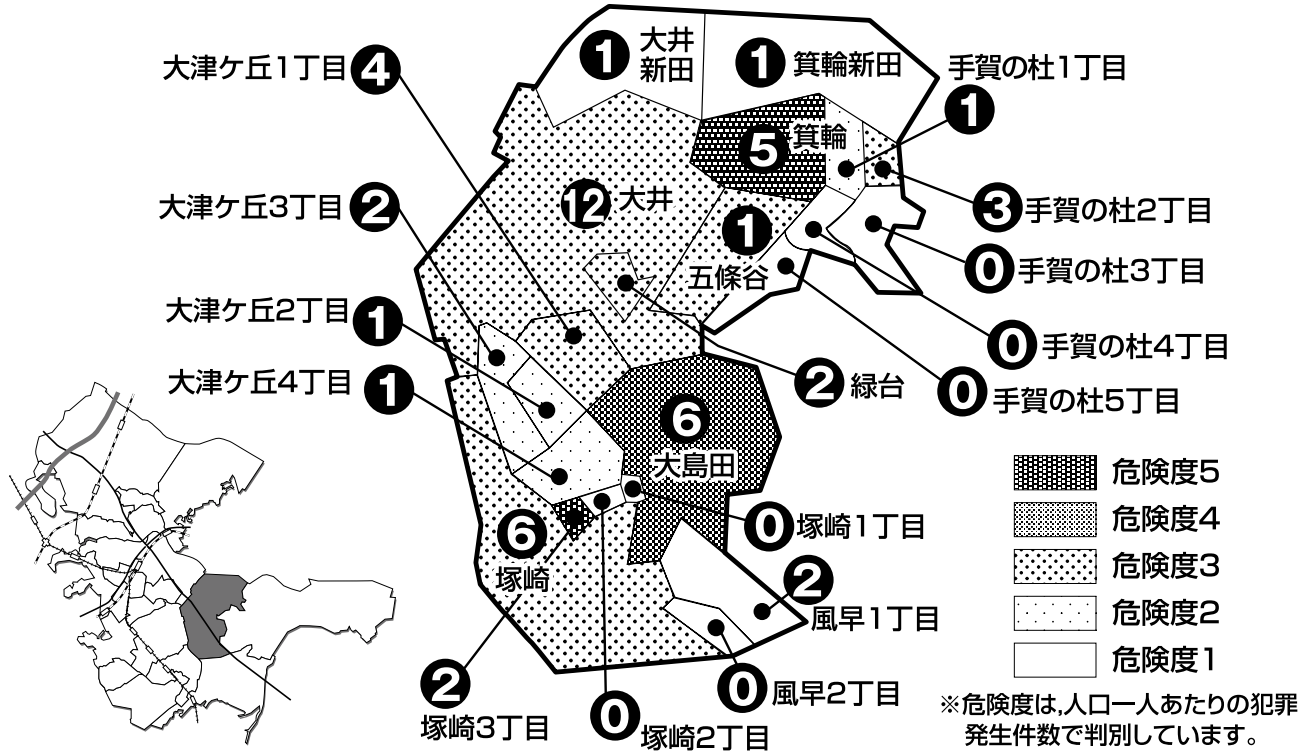 大津ケ丘1丁目 4
1 大井
新田
1 箕輪新田
手賀の杜1丁目
1
5 箕輪
大津ケ丘3丁目 2
12 大井
3 手賀の杜2丁目
1
五條谷
0 手賀の杜3丁目
大津ケ丘2丁目
1
0 手賀の杜4丁目
大津ケ丘4丁目 1
2 緑台
0 手賀の杜5丁目
6
大島田
危険度5
危険度4
6
塚崎
0 塚崎1丁目
危険度3
2
風早1丁目
危険度2
危険度1
2
塚崎3丁目
0 塚崎2丁目
0 風早2丁目
※危険度は,人口一人あたりの犯罪
発生件数で判別しています。